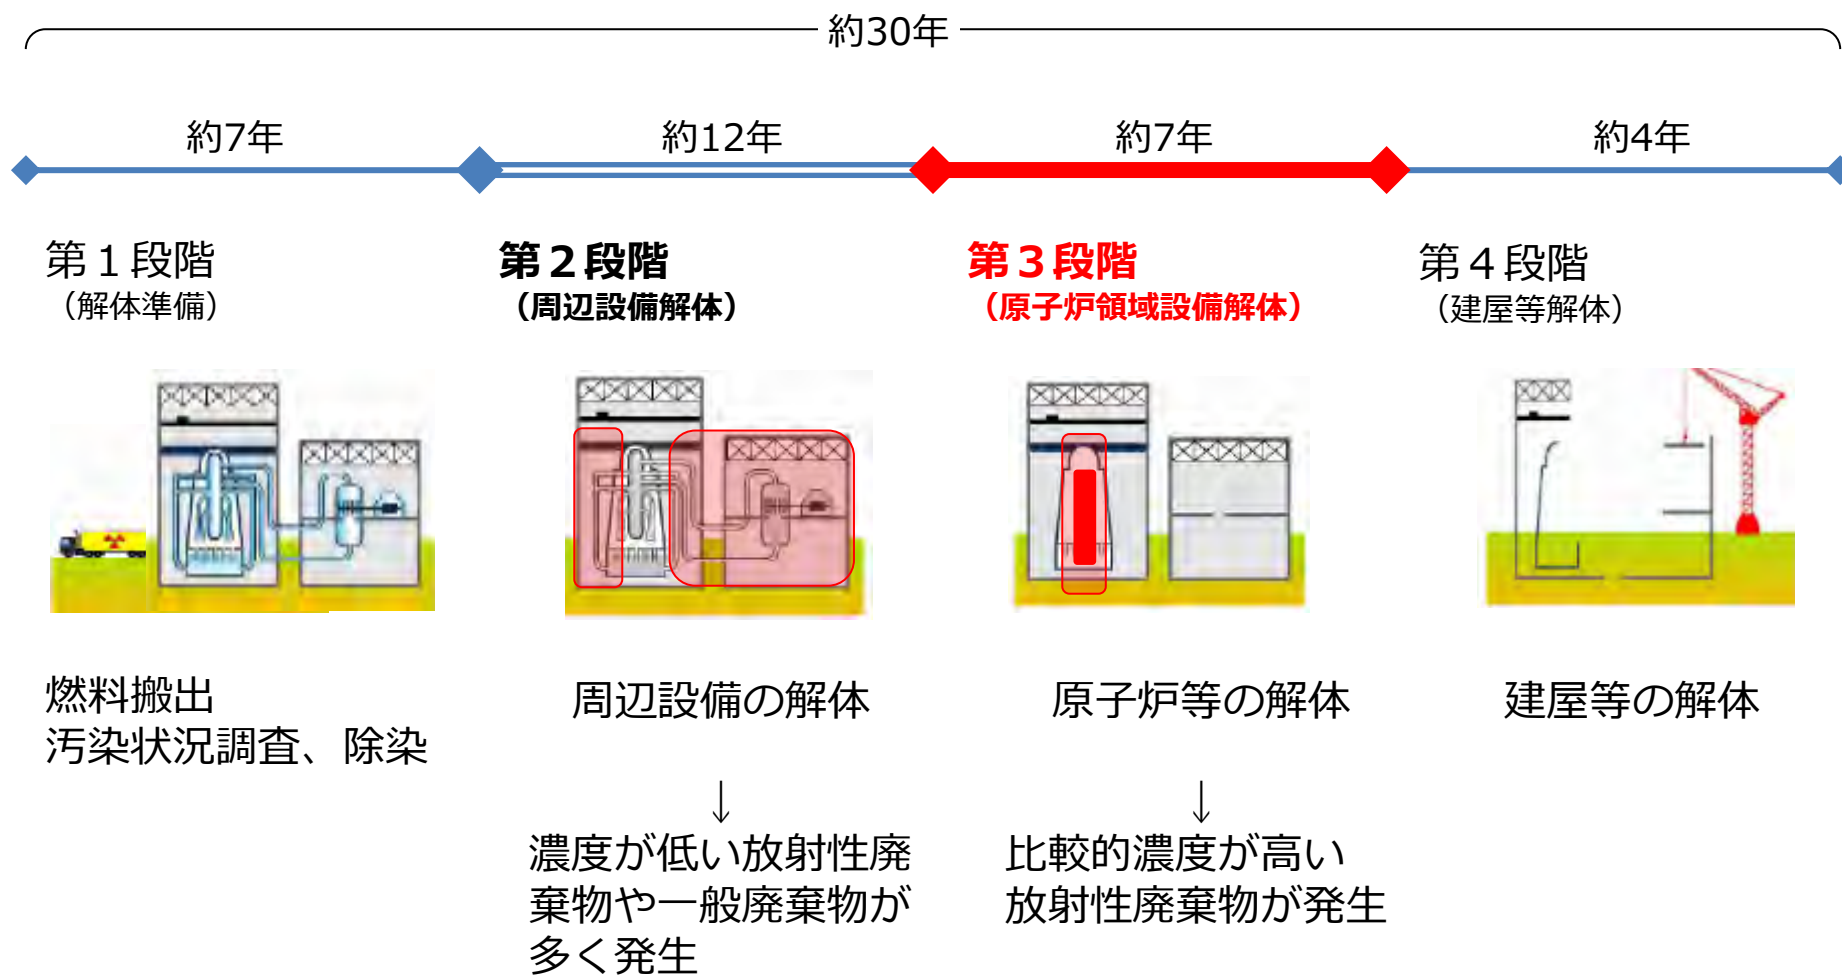 約30年
約7年
約12年
約7年
約4年
第１段階
（解体準備）
第２段階
（周辺設備解体）
第３段階
（原子炉領域設備解体）
第４段階
（建屋等解体）
燃料搬出
汚染状況調査、除染
周辺設備の解体
↓
濃度が低い放射性廃
棄物や一般廃棄物が
多く発生
原子炉等の解体
↓
比較的濃度が高い
放射性廃棄物が発生
建屋等の解体